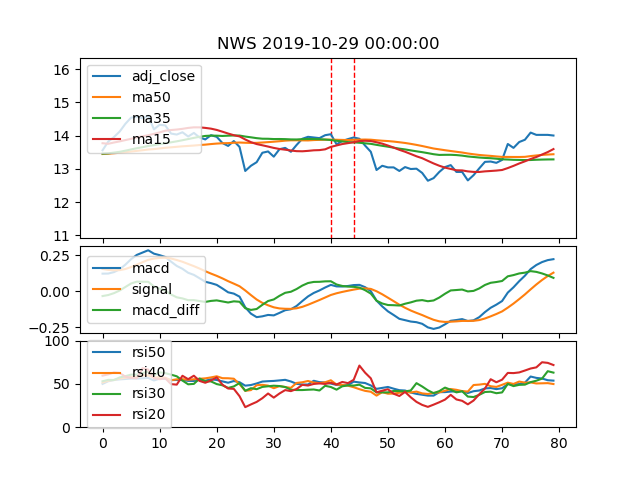 NWS 2019-10-29 00:00:00
16
15
14
13
12
11
adj_close
ma50
ma35
ma15
0.25
0.00
−0.25
macd
signal
macd_diff
100
50
0
rsi50
rsi40
rsi30
rsi20
0 10 20 30 40 50 60 70 80